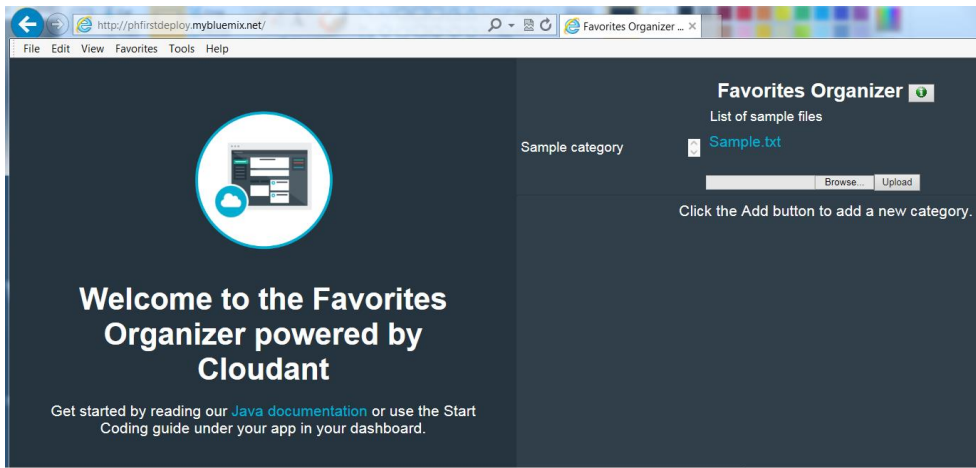 http://phfirstdeploy.mybluemix.net/
Favorites Organizer ...
File Edit View Favorites Tools Help
Favorites Organizer
List of sample files
Sample category
Sample.txt
Browse... Upload
Click the Add button to add a new category.
Welcome to the Favorites
Organizer powered by
Cloudant
Get started by reading our Java documentation or use the Start
Coding guide under your app in your dashboard.